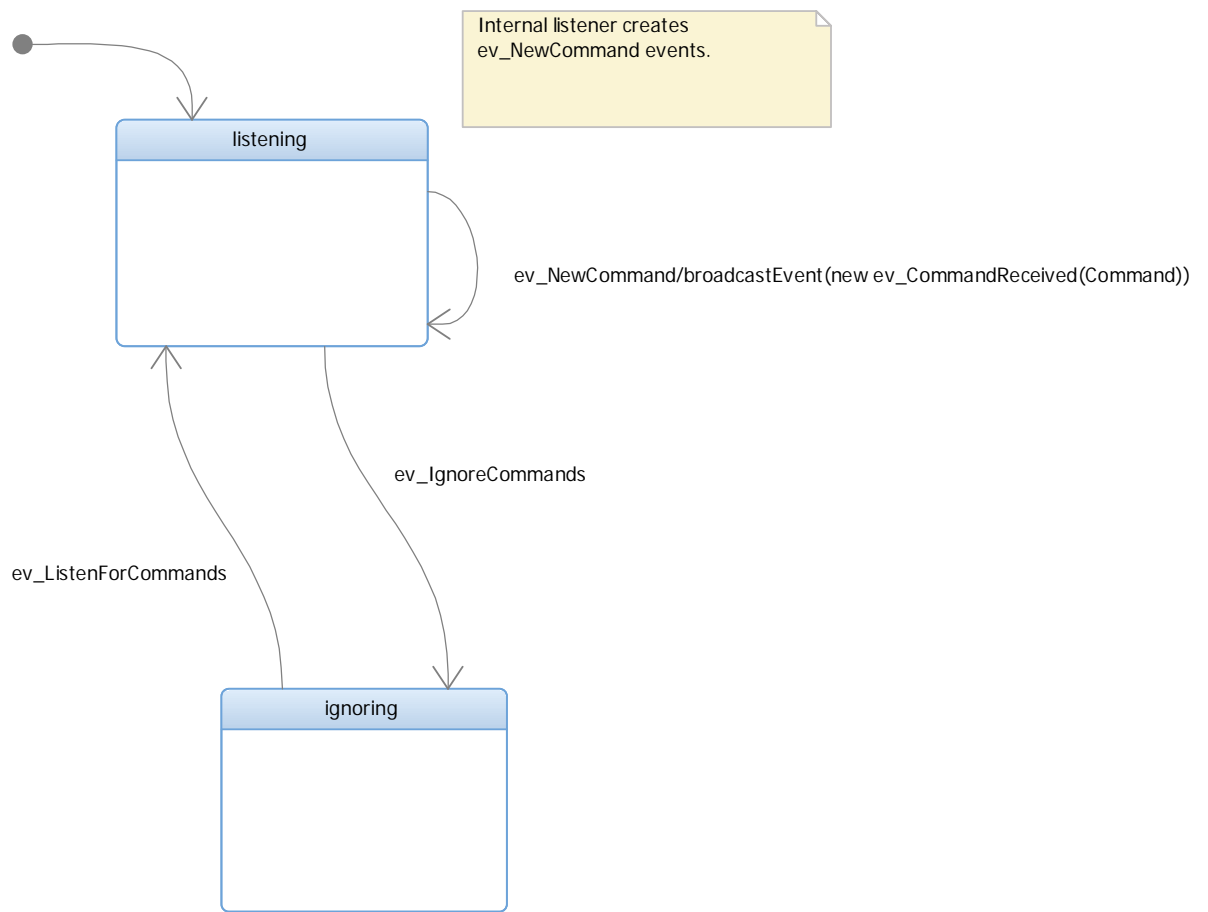 Internal listener creates
ev_NewCommand events.
listening
ev_NewCommand/broadcastEvent(new ev_CommandReceived(Command))
ev_IgnoreCommands
ev_ListenForCommands
ignoring